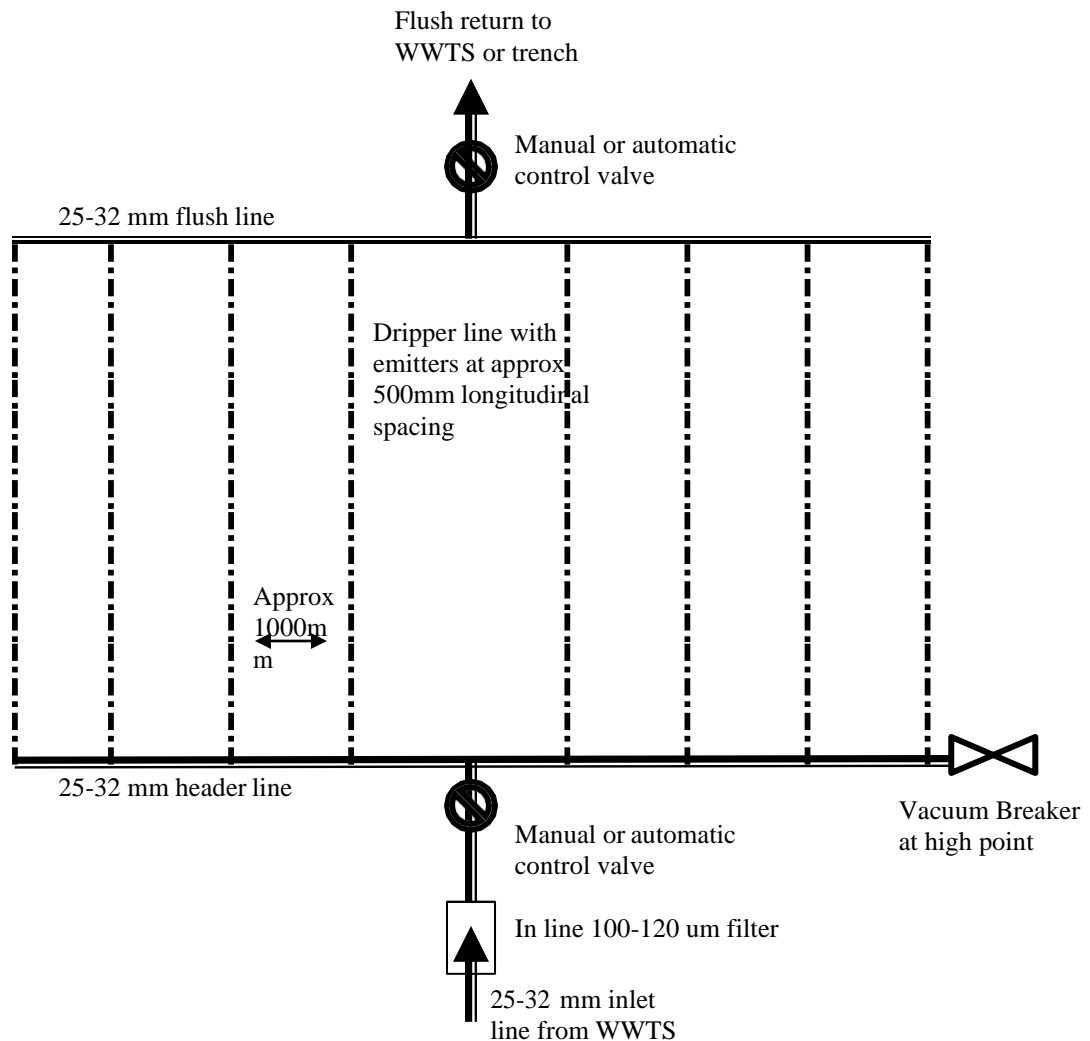 Flush return to
WWTS or trench
Manual or automatic
control valve
25-32 mm flush line
Dripper line with
emitters at approx
500mm longitudinal
spacing
Approx
1000m
m
25-32 mm header line
Vacuum Breaker
at high point
Manual or automatic
control valve
In line 100-120 um filter
25-32 mm inlet
line from WWTS